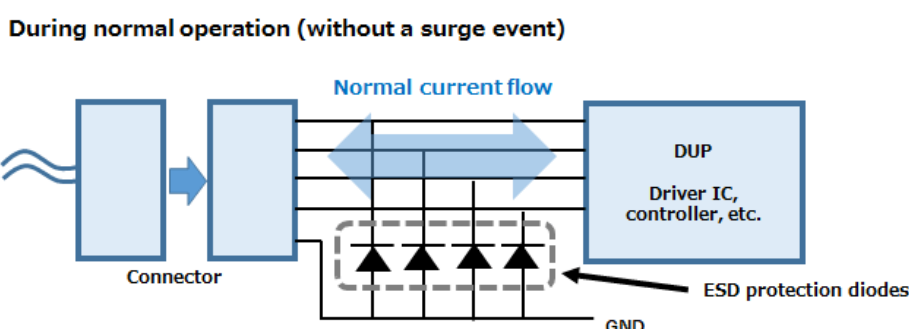 During normal operation (without a surge event)
Normal current flow
DUP
Driver IC,
controller, etc.
Connector
ESD protection diodes
GND